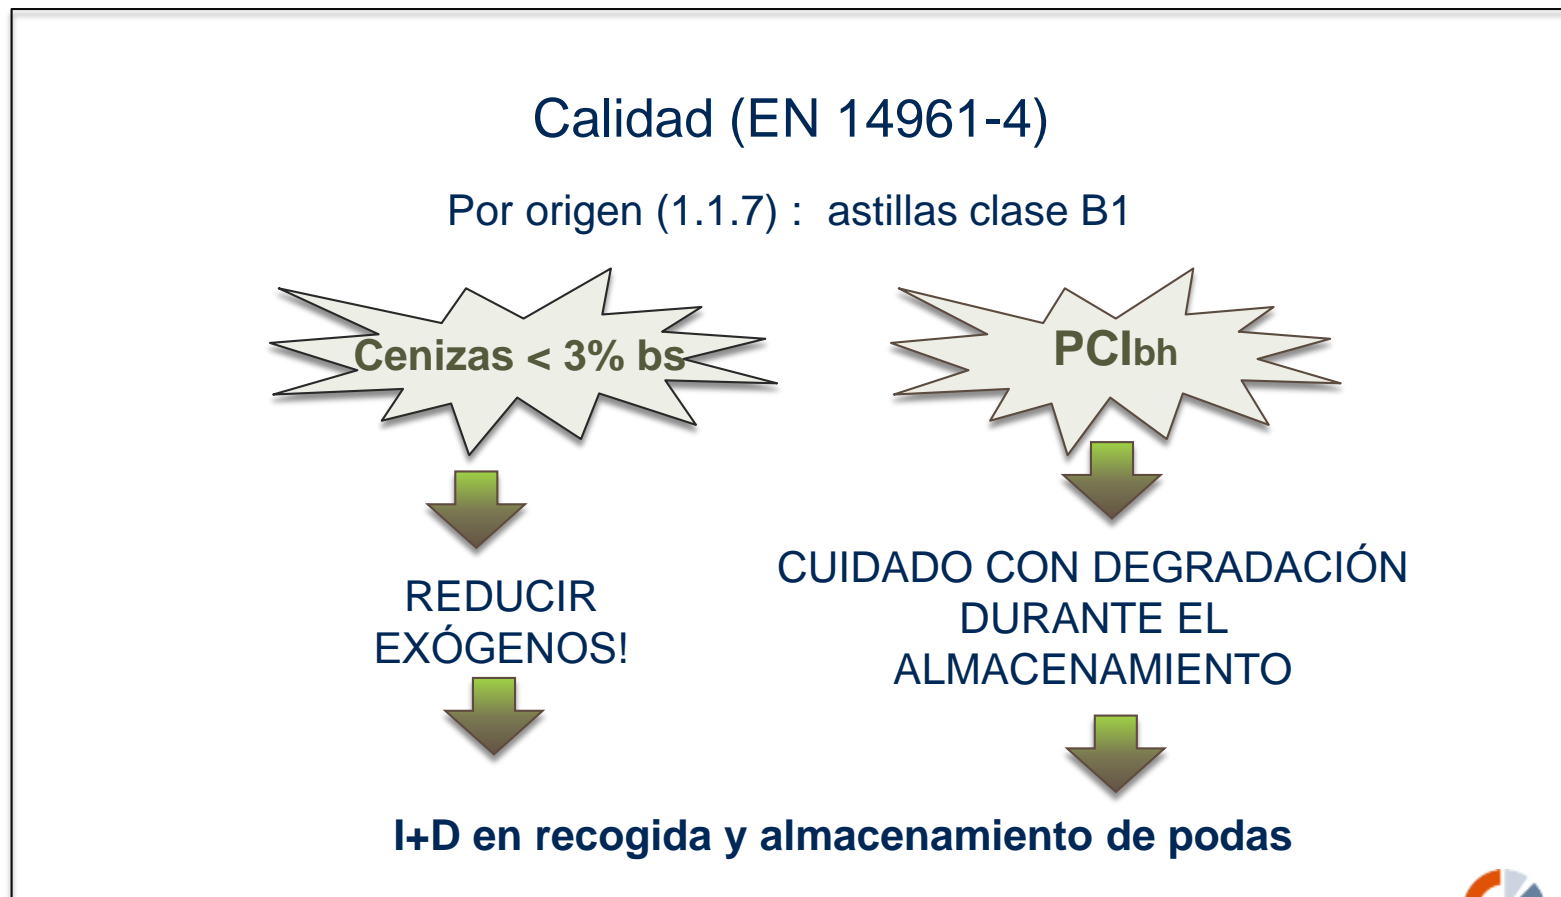 Calidad (EN 14961-4)
Por origen (1.1.7) : astillas clase B1
Cenizas < 3% bs
PCIbh
REDUCIR
EXÓGENOS!
CUIDADO CON DEGRADACIÓN
DURANTE EL
ALMACENAMIENTO
I+D en recogida y almacenamiento de podas